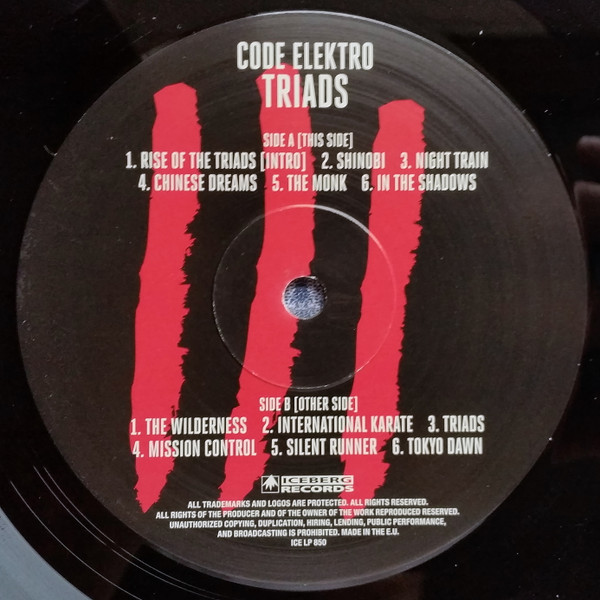 CODE ELEKTRO
TRIADS
SIDE A [THIS SIDE]
1. RISE OF THE TRIADS [INTRO] 2. SHINOBI 3. NIGHT TRAIN
4. CHINESE DREAMS 5. THE MONK 6. IN THE SHADOWS
SIDE B [OTHER SIDE]
1. THE WILDERNESS 2. INTERNATIONAL KARATE 3. TRIADS
4. MISSION CONTROL 5. SILENT RUNNER 6. TOKYO DAWN
ICEBERG
RECORDS
ALL TRADEMARKS AND LOGOS ARE PROTECTED. ALL RIGHTS RESERVED.
ALL RIGHTS OF THE PRODUCER AND OF THE OWNER OF THE WORK REPRODUCED RESERVED.
UNAUTHORIZED COPYING, DUPLICATION, HIRING, LENDING, PUBLIC PERFORMANCE,
AND BROADCASTING IS PROHIBITED. MADE IN THE E.U.
ICE LP 850